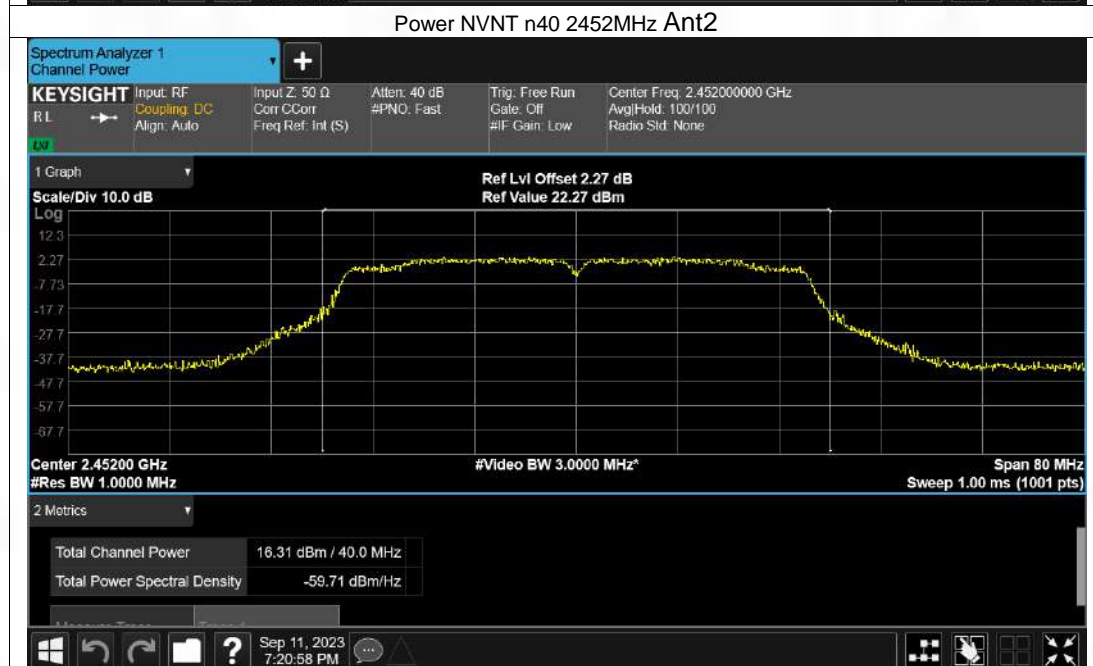 Power NVNT n40 2452MHz Ant2
Spectrum Analyzer 1
Channel Power
+
KEYSIGHT Input: RF Input Z: 50 Ω Atten: 40 dB Trig: Free Run Center Freq: 2.452000000 GHz
RL Coupling: DC Corr CCorr #PNO: Fast Gate: Off Avg|Hold: 100/100
Align: Auto Freq Ref: Int (S) #IF Gain: Low Radio Std: None
LXI
1 Graph
Ref Lvl Offset 2.27 dB
Scale/Div 10.0 dB Ref Value 22.27 dBm
Log
12.3
2.27
-7.73
-17.7
-27.7
-37.7
-47.7
-57.7
-67.7
Center 2.45200 GHz #Video BW 3.0000 MHz* Span 80 MHz
#Res BW 1.0000 MHz Sweep 1.00 ms (1001 pts)
2 Metrics
Total Channel Power 16.31 dBm / 40.0 MHz
Total Power Spectral Density -59.71 dBm/Hz
? Sep 11, 2023
7:20:58 PM